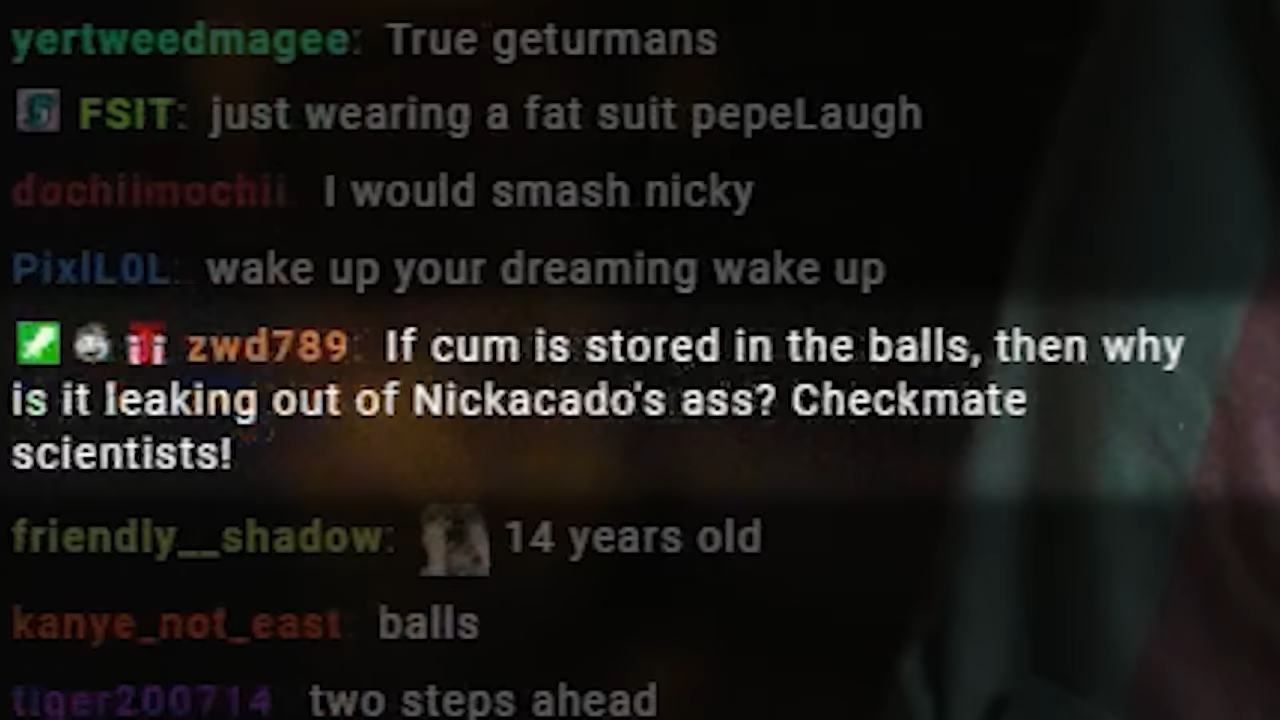 yertweedmagee: True geturmans
FSIT: just wearing a fat suit pepeLaugh
dochiimochii: I would smash nicky
PixlL0L: wake up your dreaming wake up
zwd789: If cum is stored in the balls, then why
is it leaking out of Nickacado's ass? Checkmate
scientists!
friendly__shadow: 14 years old
kanye_not_east: balls
tiger200714 two steps ahead